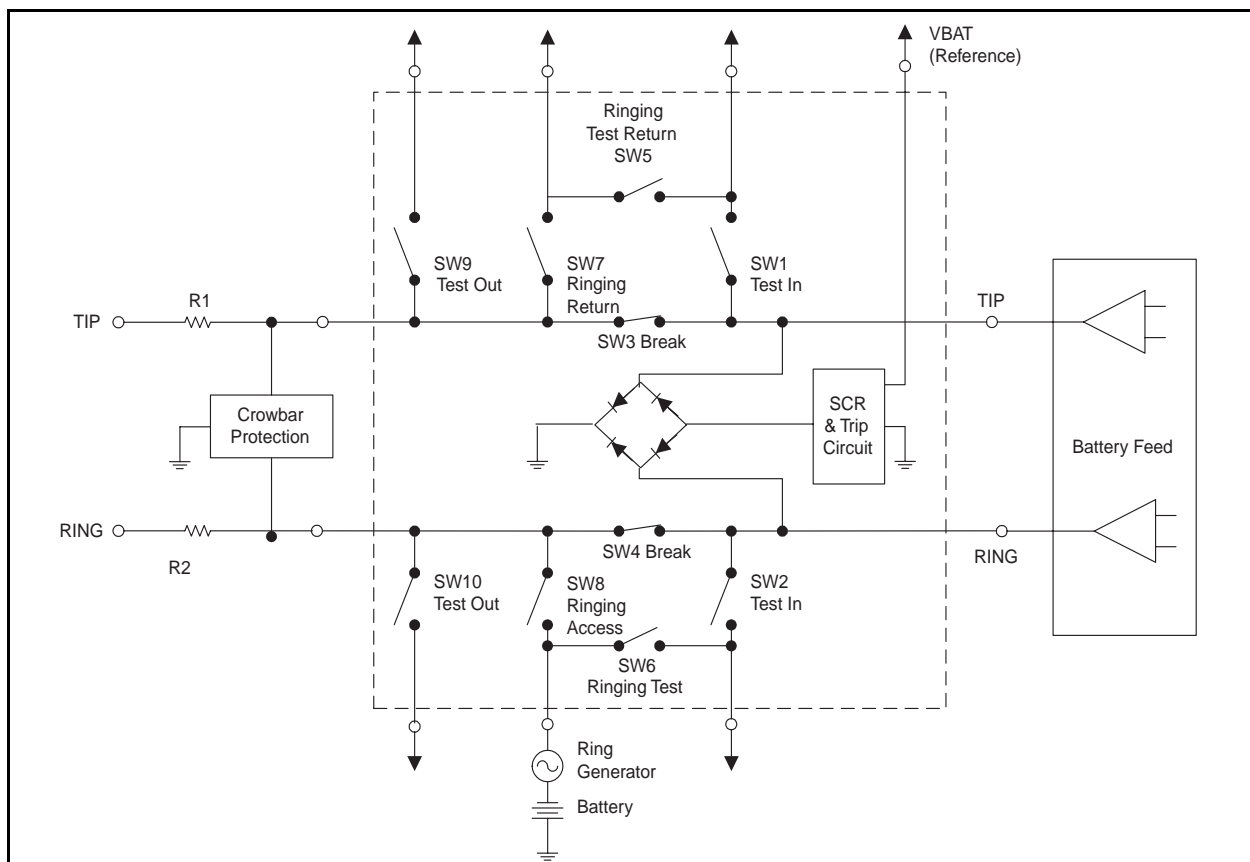 VBAT
(Reference)
Ringing
Test Return
SW5
SW9
Test Out
SW7
Ringing
Return
SW1
Test In
R1
TIP
TIP
SW3 Break
Crowbar
Protection
SCR
& Trip
Circuit
Battery Feed
RING
R2
SW4 Break
RING
SW10
Test Out
SW8
Ringing
Access
SW2
Test In
SW6
Ringing Test
Ring
Generator
Battery